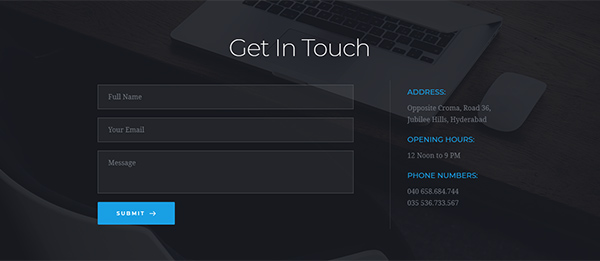 Get In Touch
Full Name
Your Email
Message
SUBMIT
ADDRESS:
Opposite Croma, Road 36,
Jubilee Hills, Hyderabad
OPENING HOURS:
12 Noon to 9 PM
PHONE NUMBERS:
040 658.684.744
035 536.733.567